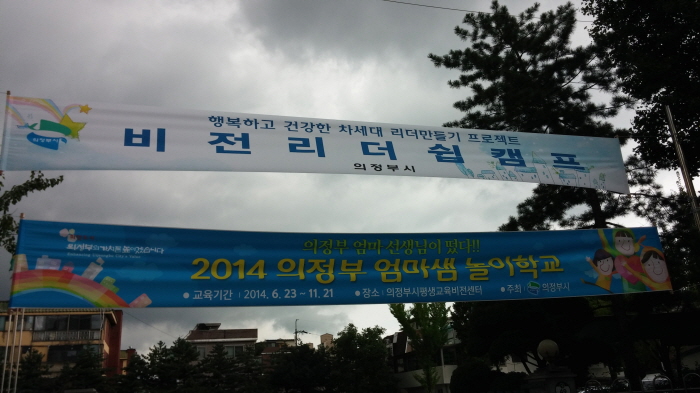 행복하고 건강한 차세대 리더만들기 프로젝트
의정부시
비전리더쉽캠프
의정부시
의정부 엄마 선생님이 떴다!!
2014 의정부 엄마쌤 놀이학교
• 교육기간 | 2014. 6. 23 ~ 11. 21 • 장소 : 의정부시평생교육비전센터 • 주최 : 의정부시